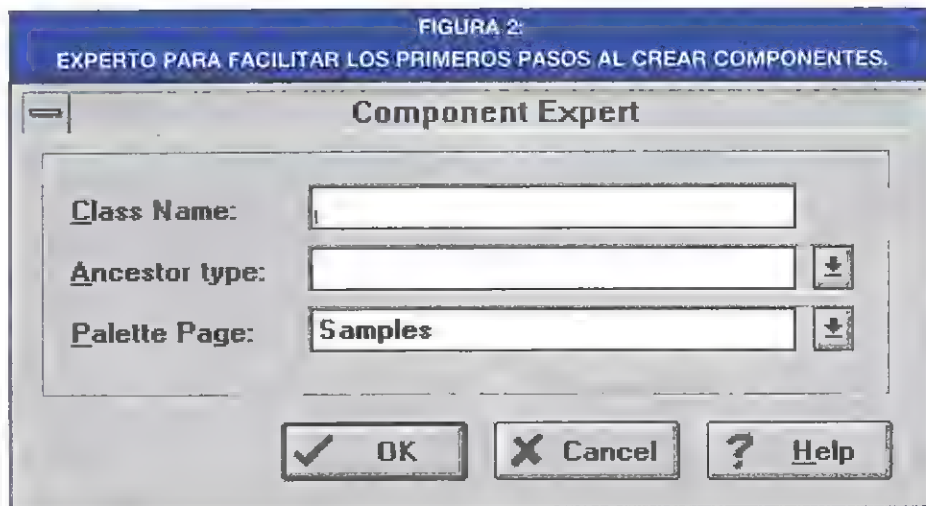 FIGURA 2:
EXPERTO PARA FACILITAR LOS PRIMEROS PASOS AL CREAR COMPONENTES.
Component Expert
Class Name:
Ancestor type:
Palette Page: Samples
OK Cancel Help